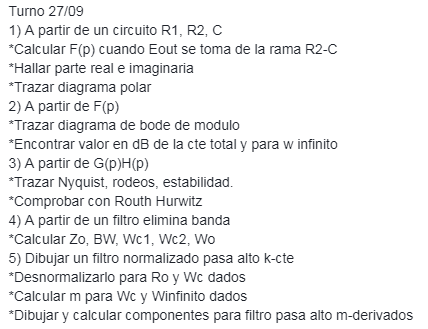 Turno 27/09
1) A partir de un circuito R1, R2, C
*Calcular F(p) cuando Eout se toma de la rama R2-C
*Hallar parte real e imaginaria
*Trazar diagrama polar
2) A partir de F(p)
*Trazar diagrama de bode de modulo
*Encontrar valor en dB de la cte total y para w infinito
3) A partir de G(p)H(p)
*Trazar Nyquist, rodeos, estabilidad.
*Comprobar con Routh Hurwitz
4) A partir de un filtro elimina banda
*Calcular Zo, BW, Wc1, Wc2, Wo
5) Dibujar un filtro normalizado pasa alto k-cte
*Desnormalizarlo para Ro y Wc dados
*Calcular m para Wc y Winfinito dados
*Dibujar y calcular componentes para filtro pasa alto m-derivados